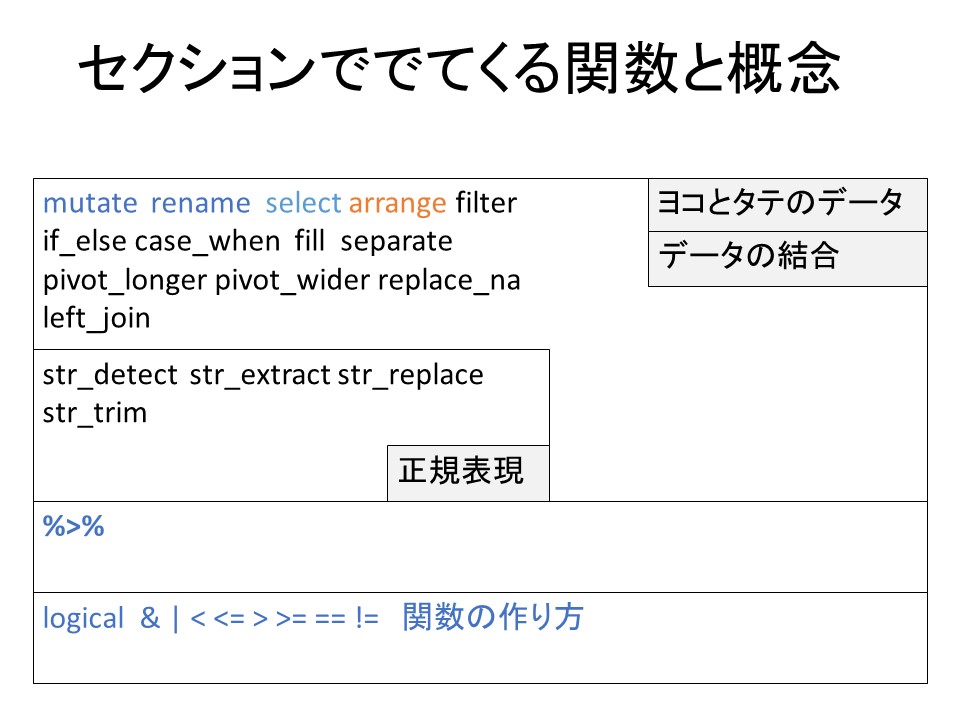 セクションででてくる関数と概念
mutate rename select arrange filter
if_else case_when fill separate
pivot_longer pivot_wider replace_na
left_join
ヨコとタテのデータ
データの結合
str_detect str_extract str_replace
str_trim
正規表現
%>%
logical & | < <= > >= == != 関数の作り方